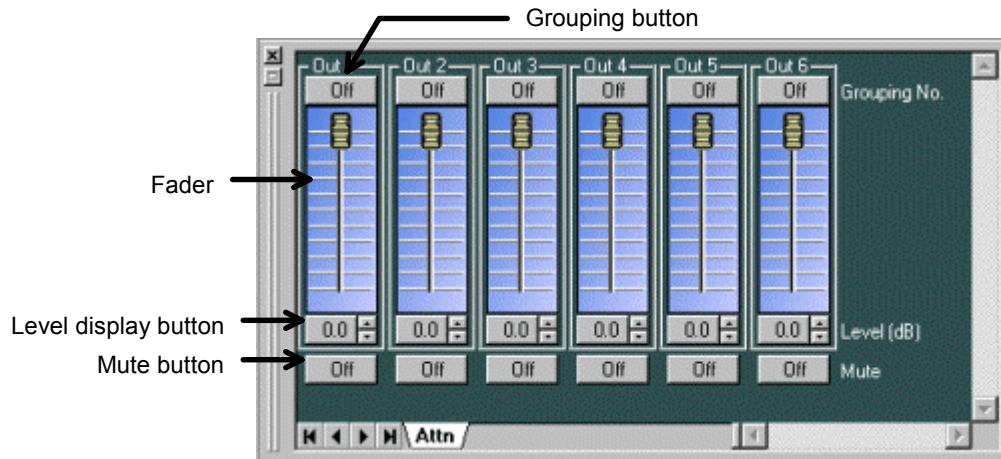 Grouping button
Out
Out 2
Out 3
Out 4
Out 5
Out 6
Off
Off
Off
Off
Off
Off
Grouping No.
Fader
Level display button
0.0
0.0
0.0
0.0
0.0
0.0
Level (dB)
Mute button
Off
Off
Off
Off
Off
Off
Mute
Attn